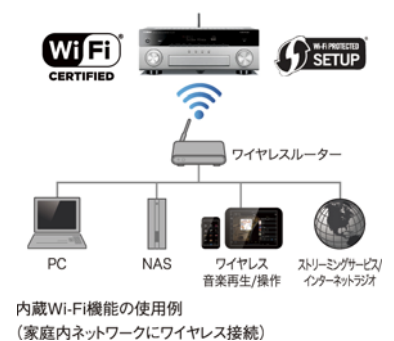 Wi Fi
CERTIFIED
WI-FI PROTECTED
SETUP
ワイヤレスルーター
PC
NAS
ワイヤレス
音楽再生/操作
ストリーミングサービス/
インターネットラジオ
内蔵Wi-Fi機能の使用例
(家庭内ネットワークにワイヤレス接続)